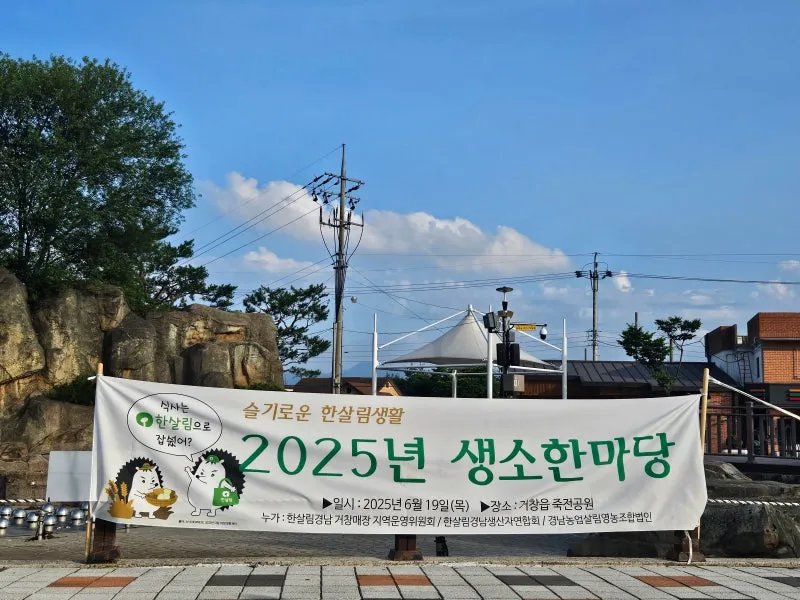 식사는
한살림으로
잡쉈어?
슬기로운 한살림생활
2025년 생소한마당
▶일시 : 2025년 6월 19일(목) ▶장소 : 거창읍 죽전공원
누가 : 한살림경남 거창매장 지역운영위원회 / 한살림경남생산자연합회 / 경남농업살림영농조합법인